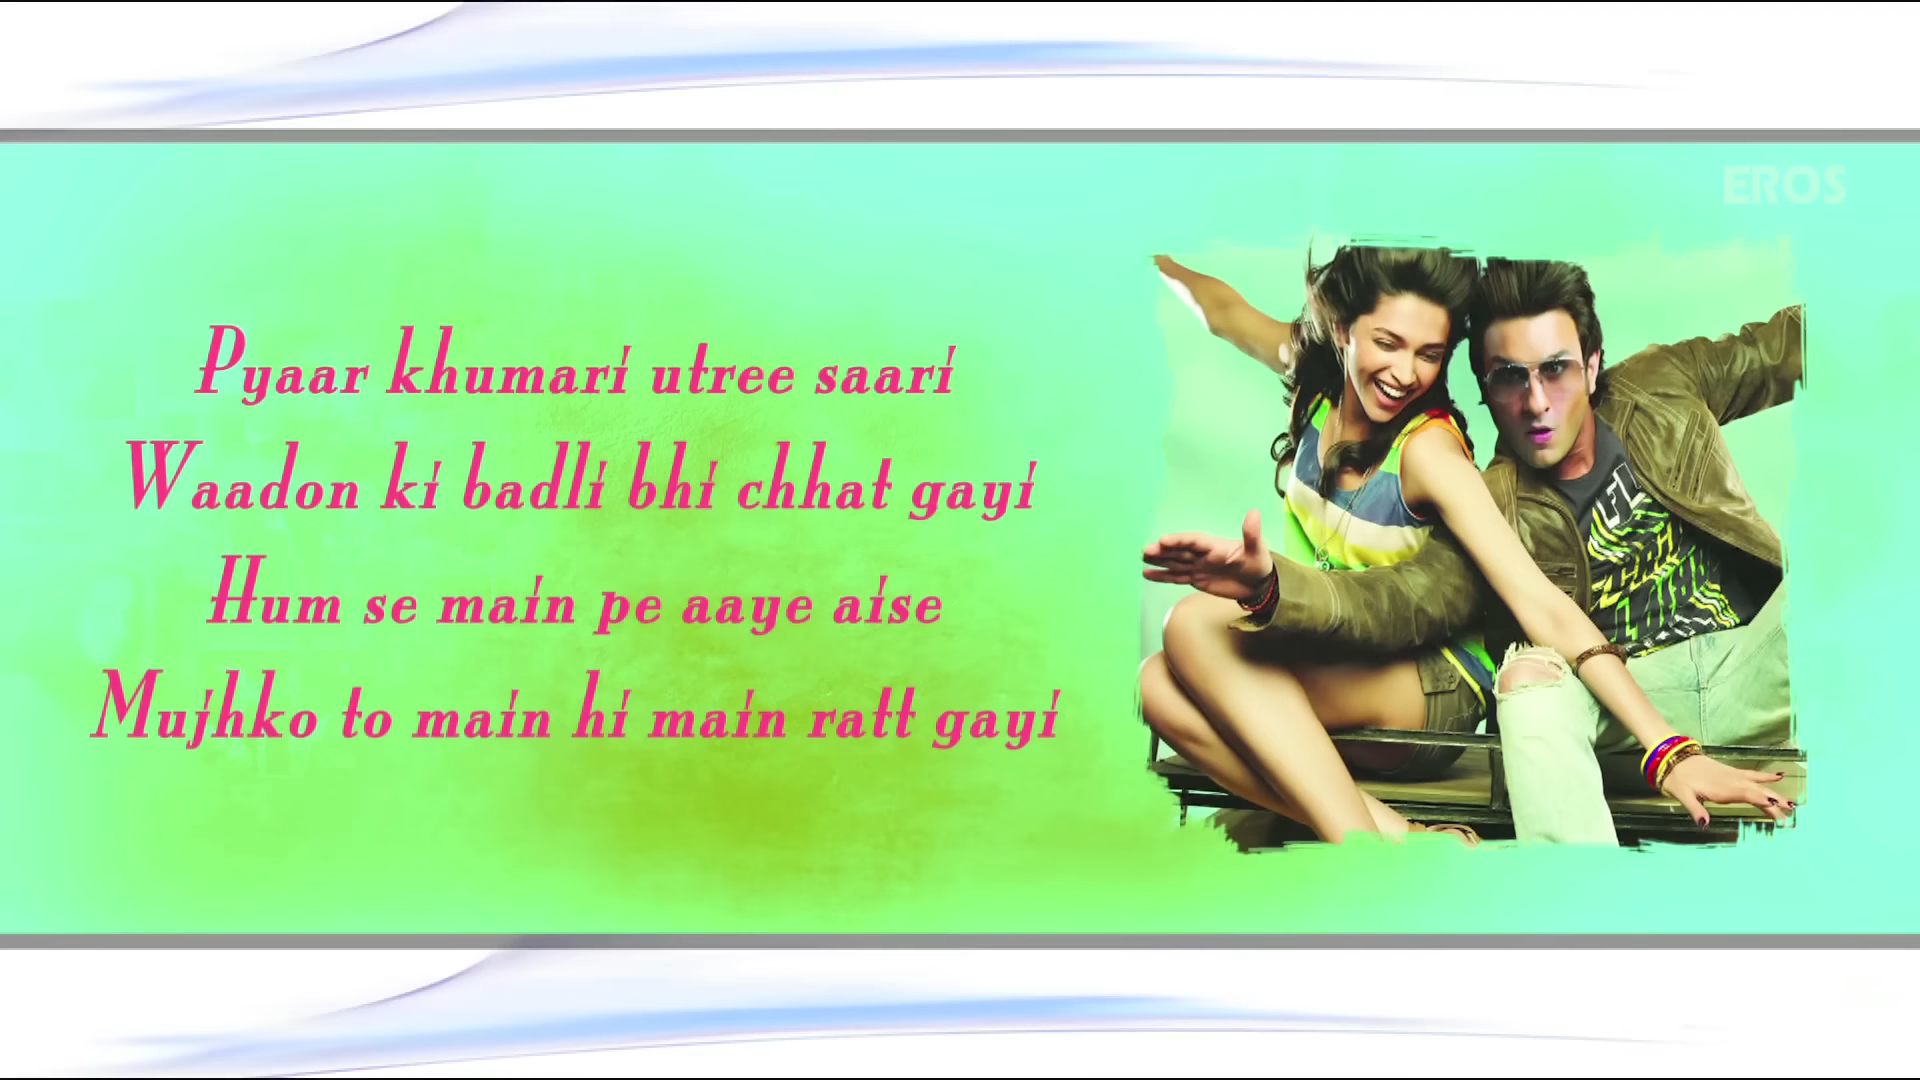 EROS
Pyaar khumari utree saari
Waadon ki badli bhi chhat gayi
Hum se main pe aaye aise
Mujhko to main hi main ratt gayi